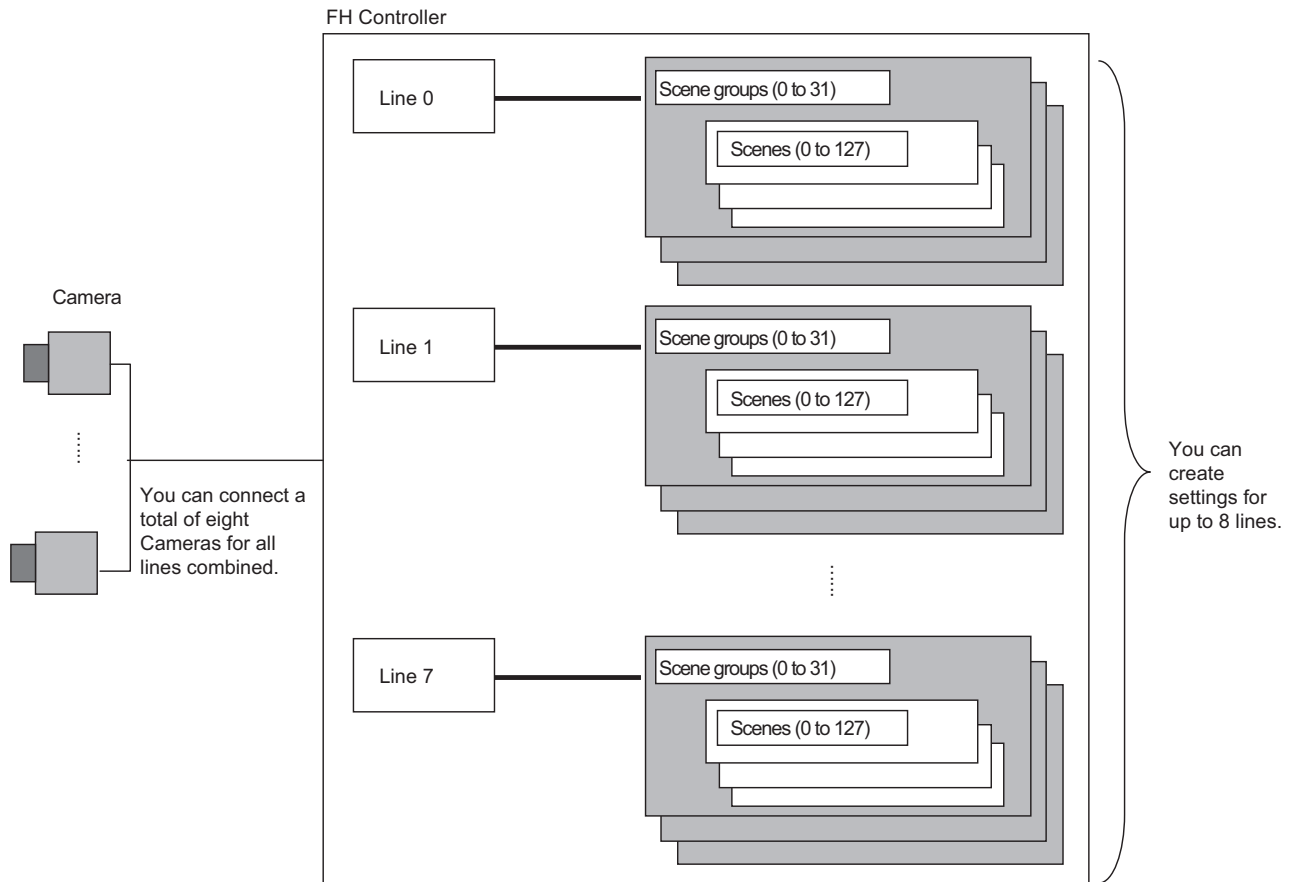 FH Controller
Line 0
Scene groups (0 to 31)
Scenes (0 to 127)
Camera
Line 1
Scene groups (0 to 31)
Scenes (0 to 127)
You can connect a
total of eight
Cameras for all
lines combined.
You can
create
settings for
up to 8 lines.
Line 7
Scene groups (0 to 31)
Scenes (0 to 127)